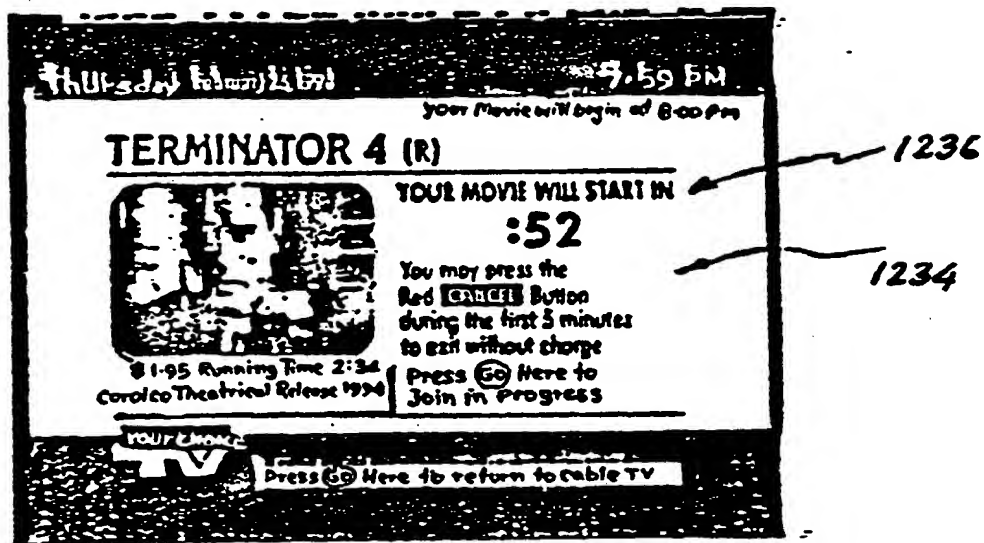 Thursday
59 PM
Your Movie will begin at 8:00 PM
TERMINATOR 4 (R)
1236
YOUR MOVIE WILL START IN
:52
1234
You may press the
Red CANCEL Button
during the first 5 minutes
to exit without charge
Running Time 2:34
Carolco Theatrical Release 1994
Press GO Here to
Join in Progress
YOUR CHOICE
TV
Press GO Here to return to cable TV